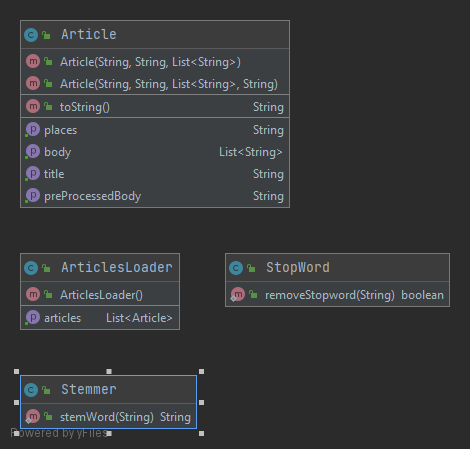 Article
Article(String, String, List<String>)
Article(String, String, List<String>, String)
toString() String
places String
body List<String>
title String
preProcessedBody String
ArticlesLoader
ArticlesLoader()
articles List<Article>
StopWord
removeStopword(String) boolean
Stemmer
stemWord(String) String
Powered by yFiles